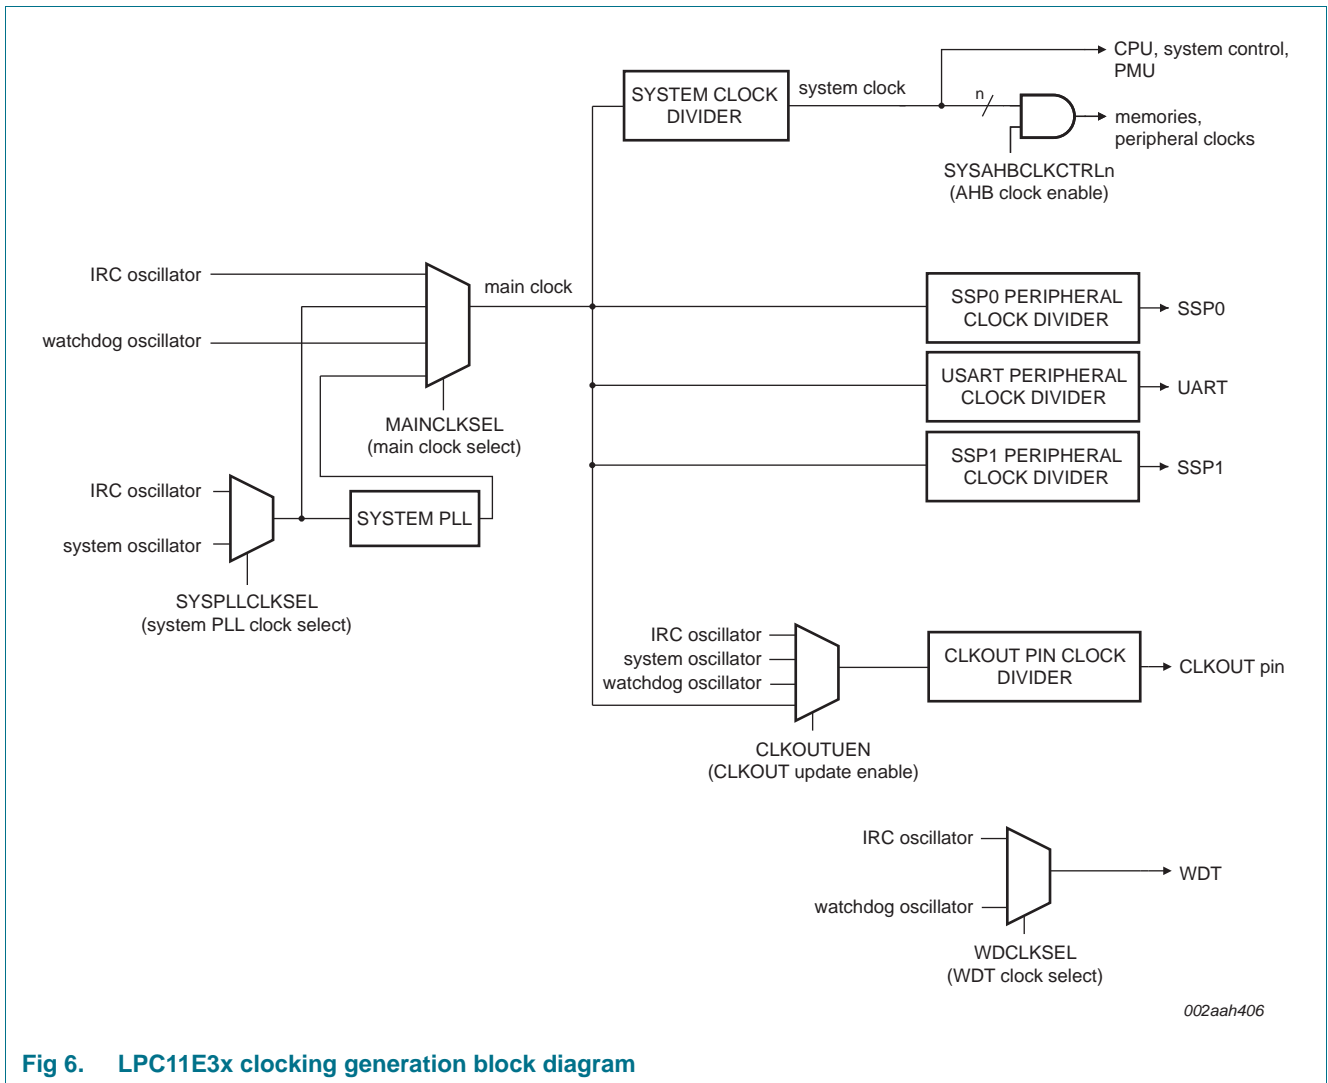 CPU, system control,
PMU
SYSTEM CLOCK
DIVIDER
system clock
n
memories,
peripheral clocks
SYSAHBCLKCTRLn
(AHB clock enable)
IRC oscillator
main clock
watchdog oscillator
MAINCLKSEL
(main clock select)
SSP0 PERIPHERAL
CLOCK DIVIDER
SSP0
USART PERIPHERAL
CLOCK DIVIDER
UART
SSP1 PERIPHERAL
CLOCK DIVIDER
SSP1
IRC oscillator
system oscillator
SYSTEM PLL
SYSPLLCLKSEL
(system PLL clock select)
IRC oscillator
system oscillator
watchdog oscillator
CLKOUT PIN CLOCK
DIVIDER
CLKOUT pin
CLKOUTUEN
(CLKOUT update enable)
IRC oscillator
watchdog oscillator
WDT
WDCLKSEL
(WDT clock select)
002aah406
Fig 6. LPC11E3x clocking generation block diagram